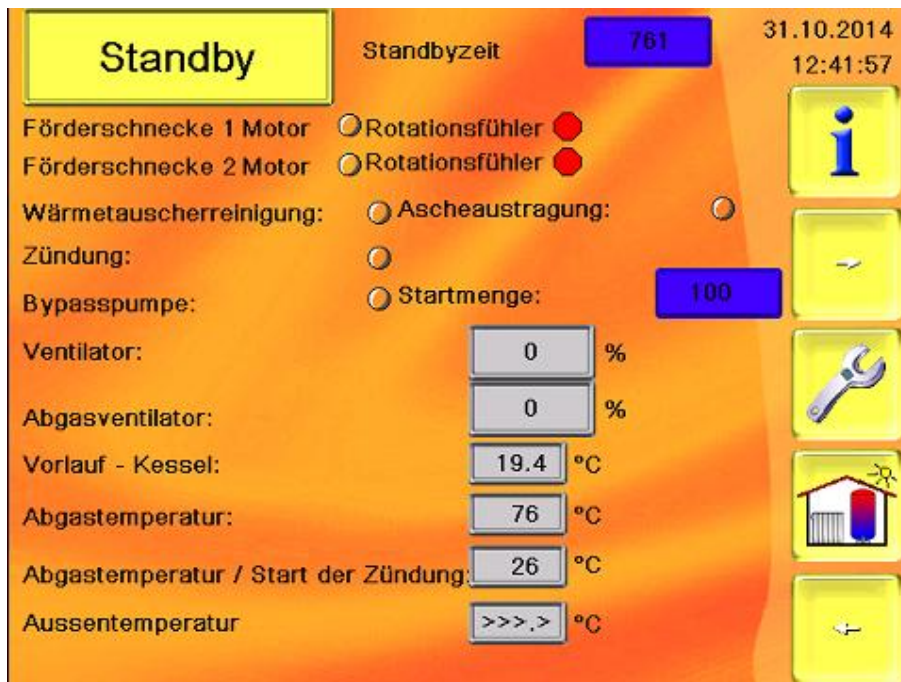 Standby Standbyzeit 761 31.10.2014
12:41:57
Förderschnecke 1 Motor Rotationsfühler
Förderschnecke 2 Motor Rotationsfühler
Wärmetauscherreinigung: Ascheaustragung:
Zündung:
Bypasspumpe: Startmenge: 100
Ventilator: 0 %
Abgasventilator: 0 %
Vorlauf - Kessel: 19.4 °C
Abgastemperatur: 76 °C
Abgastemperatur / Start der Zündung: 26 °C
Aussentemperatur >>>.> °C